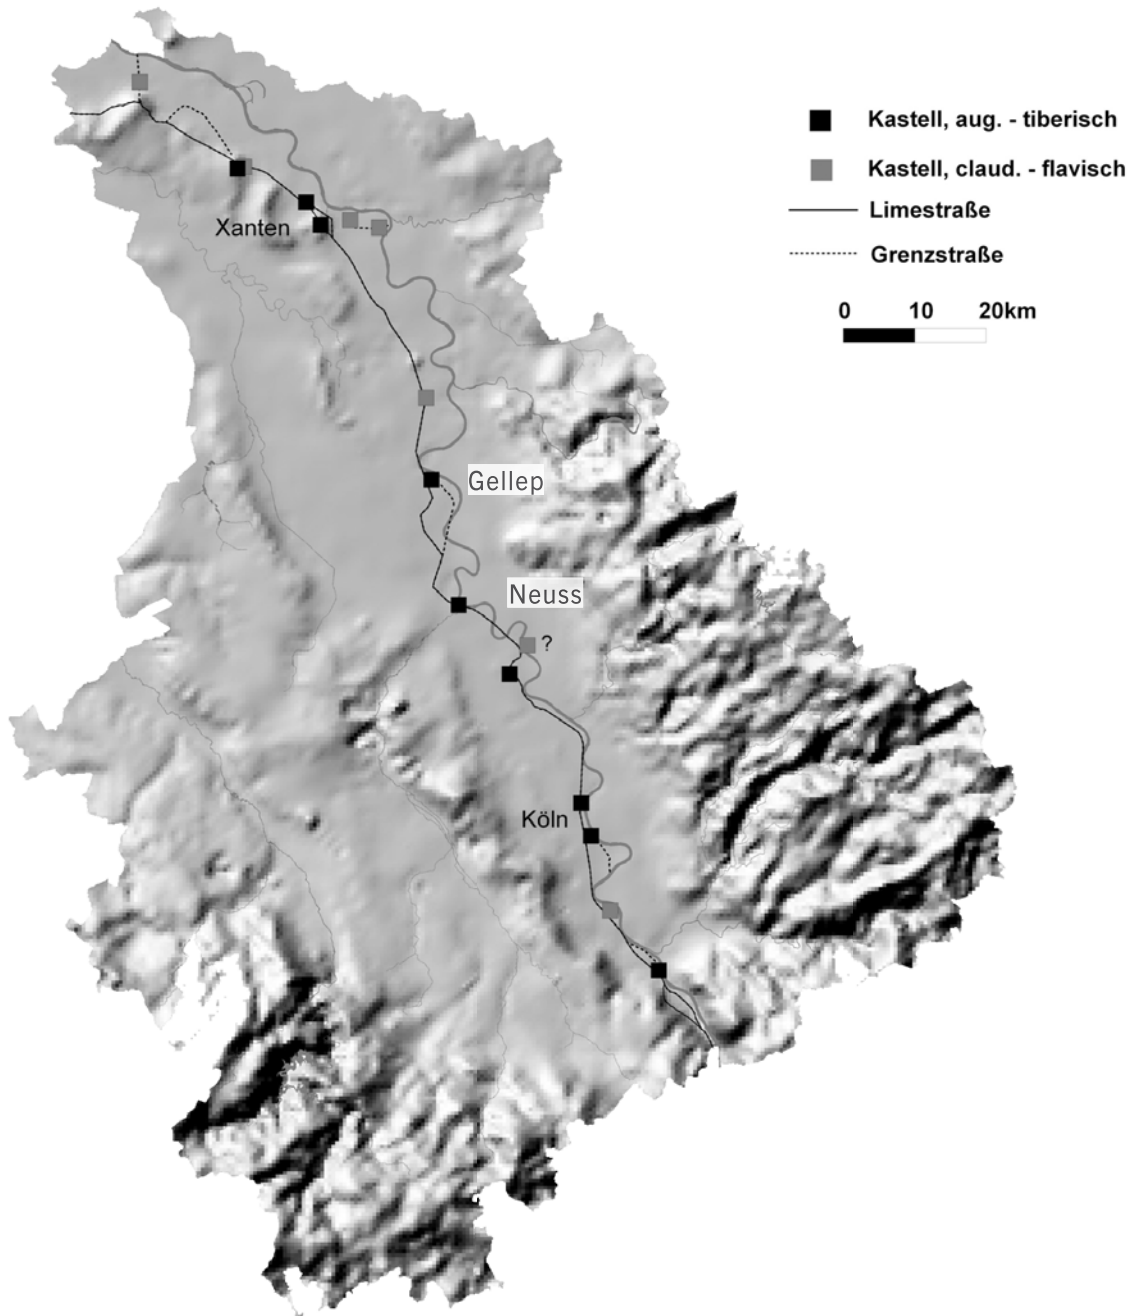 Kastell, aug. - tiberisch
Kastell, claud. - flavisch
Limestraße
Grenzstraße
0 10 20km
Xanten
Gellep
Neuss
?
Köln